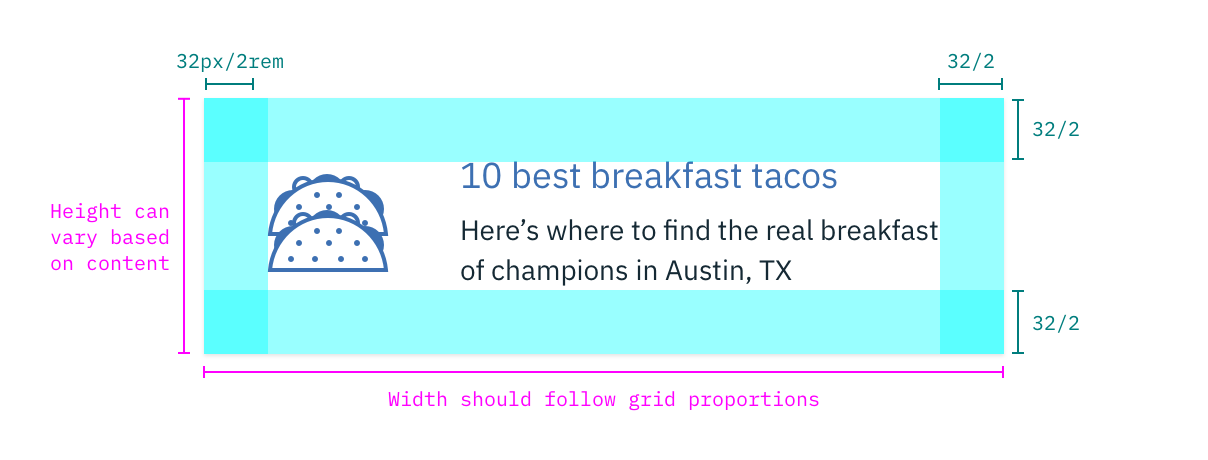 32px/2rem
32/2
32/2
10 best breakfast tacos
Height can
vary based
on content
Here’s where to find the real breakfast
of champions in Austin, TX
32/2
Width should follow grid proportions